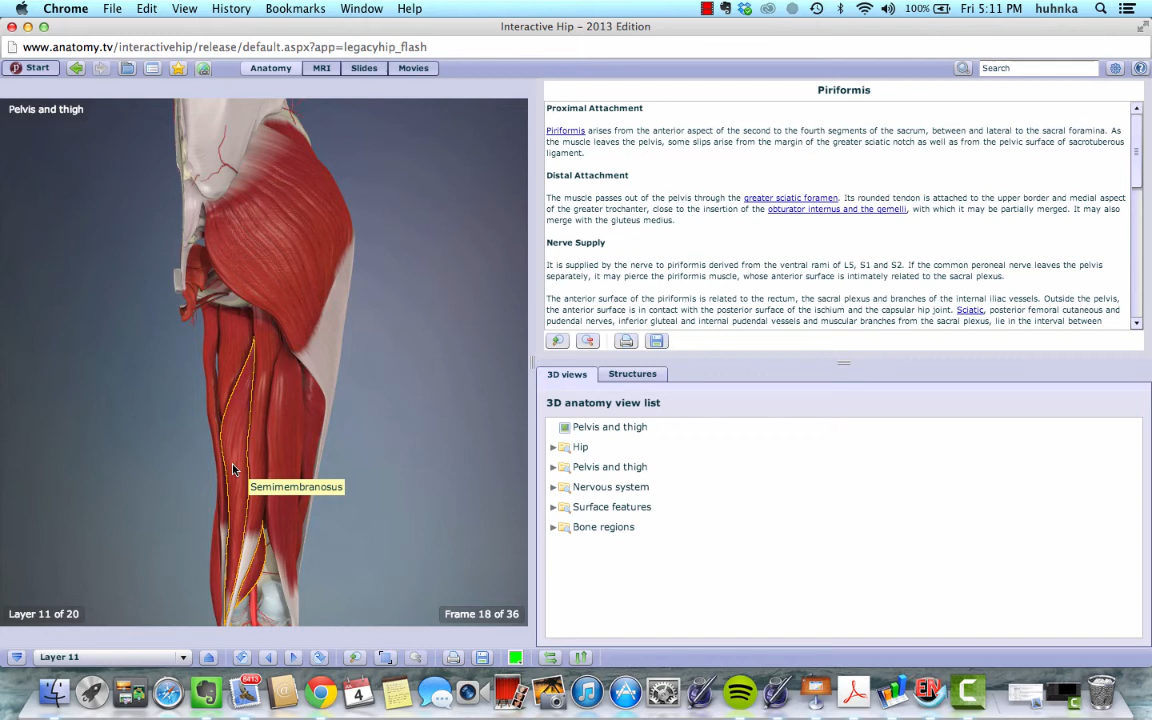 Chrome File Edit View History Bookmarks Window Help 100% Fri 5:11 PM huhnka
Interactive Hip – 2013 Edition
www.anatomy.tv/interactivehip/release/default.aspx?app=legacyhip_flash
Start Anatomy MRI Slides Movies Search
Pelvis and thigh
Piriformis
Proximal Attachment
Piriformis arises from the anterior aspect of the second to the fourth segments of the sacrum, between and lateral to the sacral foramina. As
the muscle leaves the pelvis, some slips arise from the margin of the greater sciatic notch as well as from the pelvic surface of sacrotuberous
ligament.
Distal Attachment
The muscle passes out of the pelvis through the greater sciatic foramen. Its rounded tendon is attached to the upper border and medial aspect
of the greater trochanter, close to the insertion of the obturator internus and the gemelli, with which it may be partially merged. It may also
merge with the gluteus medius.
Nerve Supply
It is supplied by the nerve to piriformis derived from the ventral rami of L5, S1 and S2. If the common peroneal nerve leaves the pelvis
separately, it may pierce the piriformis muscle, whose anterior surface is intimately related to the sacral plexus.
The anterior surface of the piriformis is related to the rectum, the sacral plexus and branches of the internal iliac vessels. Outside the pelvis,
the anterior surface is in contact with the posterior surface of the ischium and the capsular hip joint. Sciatic, posterior femoral cutaneous and
pudendal nerves, inferior gluteal and internal pudendal vessels and muscular branches from the sacral plexus, lie in the interval between
3D views Structures
3D anatomy view list
Pelvis and thigh
Hip
Pelvis and thigh
Nervous system
Surface features
Bone regions
Semimembranosus
Layer 11 of 20
Frame 18 of 36
Layer 11
8413
4
EN